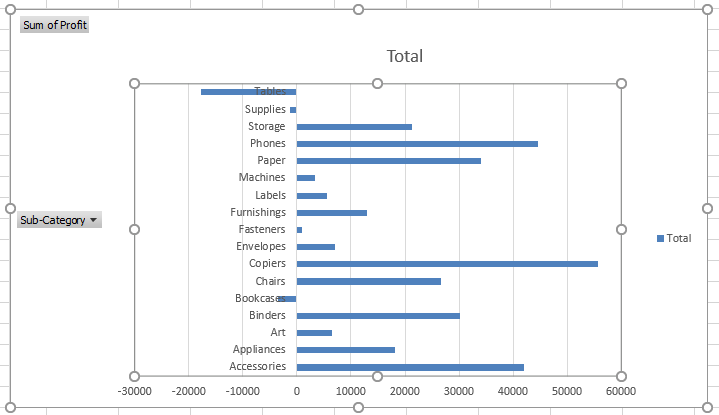 Sum of Profit
Total
Tables
Supplies
Storage
Phones
Paper
Machines
Labels
Furnishings
Sub-Category
Fasteners
Total
Envelopes
Copiers
Chairs
Bookcases
Binders
Art
Appliances
Accessories
-30000 -20000 -10000 0 10000 20000 30000 40000 50000 60000